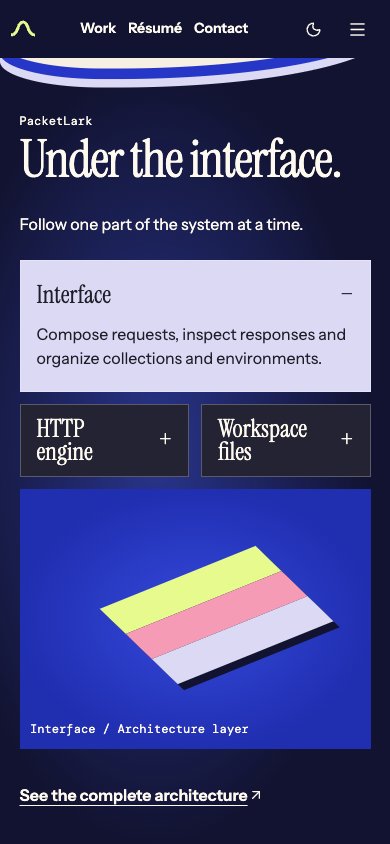 Work Résumé Contact
PacketLark
Under the interface.
Follow one part of the system at a time.
Interface
Compose requests, inspect responses and
organize collections and environments.
HTTP
engine
Workspace
files
Interface / Architecture layer
See the complete architecture ↗